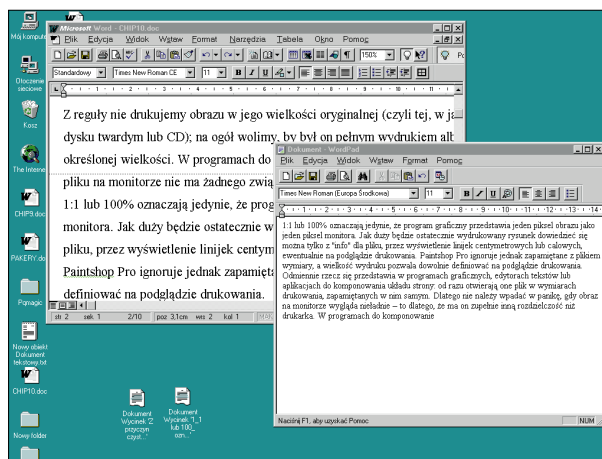 Mój komputer
Otoczenie
sieciowe
Kosz
The Internet
CHIP9.doc
PAKERY.doc
Pqmagic
Nowy obiekt
Dokument
tekstowy.txt
CHIP10.doc
Nowy folder
Microsoft Word - CHIP10.doc
Plik Edycja Widok Wstaw Format Narzędzia Tabela Okno Pomoc
150%
Standardowy Times New Roman CE 11 B I U
Z reguły nie drukujemy obrazu w jego wielkości oryginalnej (czyli tej, w
dysku twardym lub CD); na ogół wolimy, by był on pełnym wydrukiem alb
określonej wielkości. W programach do
pliku na monitorze nie ma żadnego zwią
1:1 lub 100% oznaczają jedynie, że prog
monitora. Jak duży będzie ostatecznie w
pliku, przez wyświetlenie linijek centym
Paintshop Pro ignoruje jednak zapamięta
definiować na podglądzie drukowania.
str 2 sek 1 2/10 poz 3,1cm wrs 2 kol 1 MAK
Dokument
Wycinek 'Z
przyczyn
czyst...'
Dokument
Wycinek '1_1
lub 100_
ozn...'
Dokument - WordPad
Plik Edycja Widok Wstaw Format Pomoc
Times New Roman (Europa Środkowa) 11 B I U
1:1 lub 100% oznaczają jedynie, że program graficzny przedstawia jeden piksel obrazu jako
jeden piksel monitora. Jak duży będzie ostatecznie wydrukowany rysunek dowiedzieć się
można tylko z "info" dla pliku, przez wyświetlenie linijek centymetrowych lub calowych,
ewentualnie na podglądzie drukowania. Paintshop Pro ignoruje jednak zapamiętane z plikiem
wymiary, a wielkość wydruku pozwala dowolnie definiować na podglądzie drukowania.
Odmiennie rzecz się przedstawia w programach graficznych, edytorach tekstów lub
aplikacjach do komponowania układu strony: od razu otwierają one plik w wymiarach
drukowania, zapamiętanych w nim samym. Dlatego nie należy wpadać w panikę, gdy obraz
na monitorze wygląda nieładnie – to dlatego, że ma on zupełnie inną rozdzielczość niż
drukarka. W programach do komponowanie
Naciśnij F1, aby uzyskać Pomoc NUM